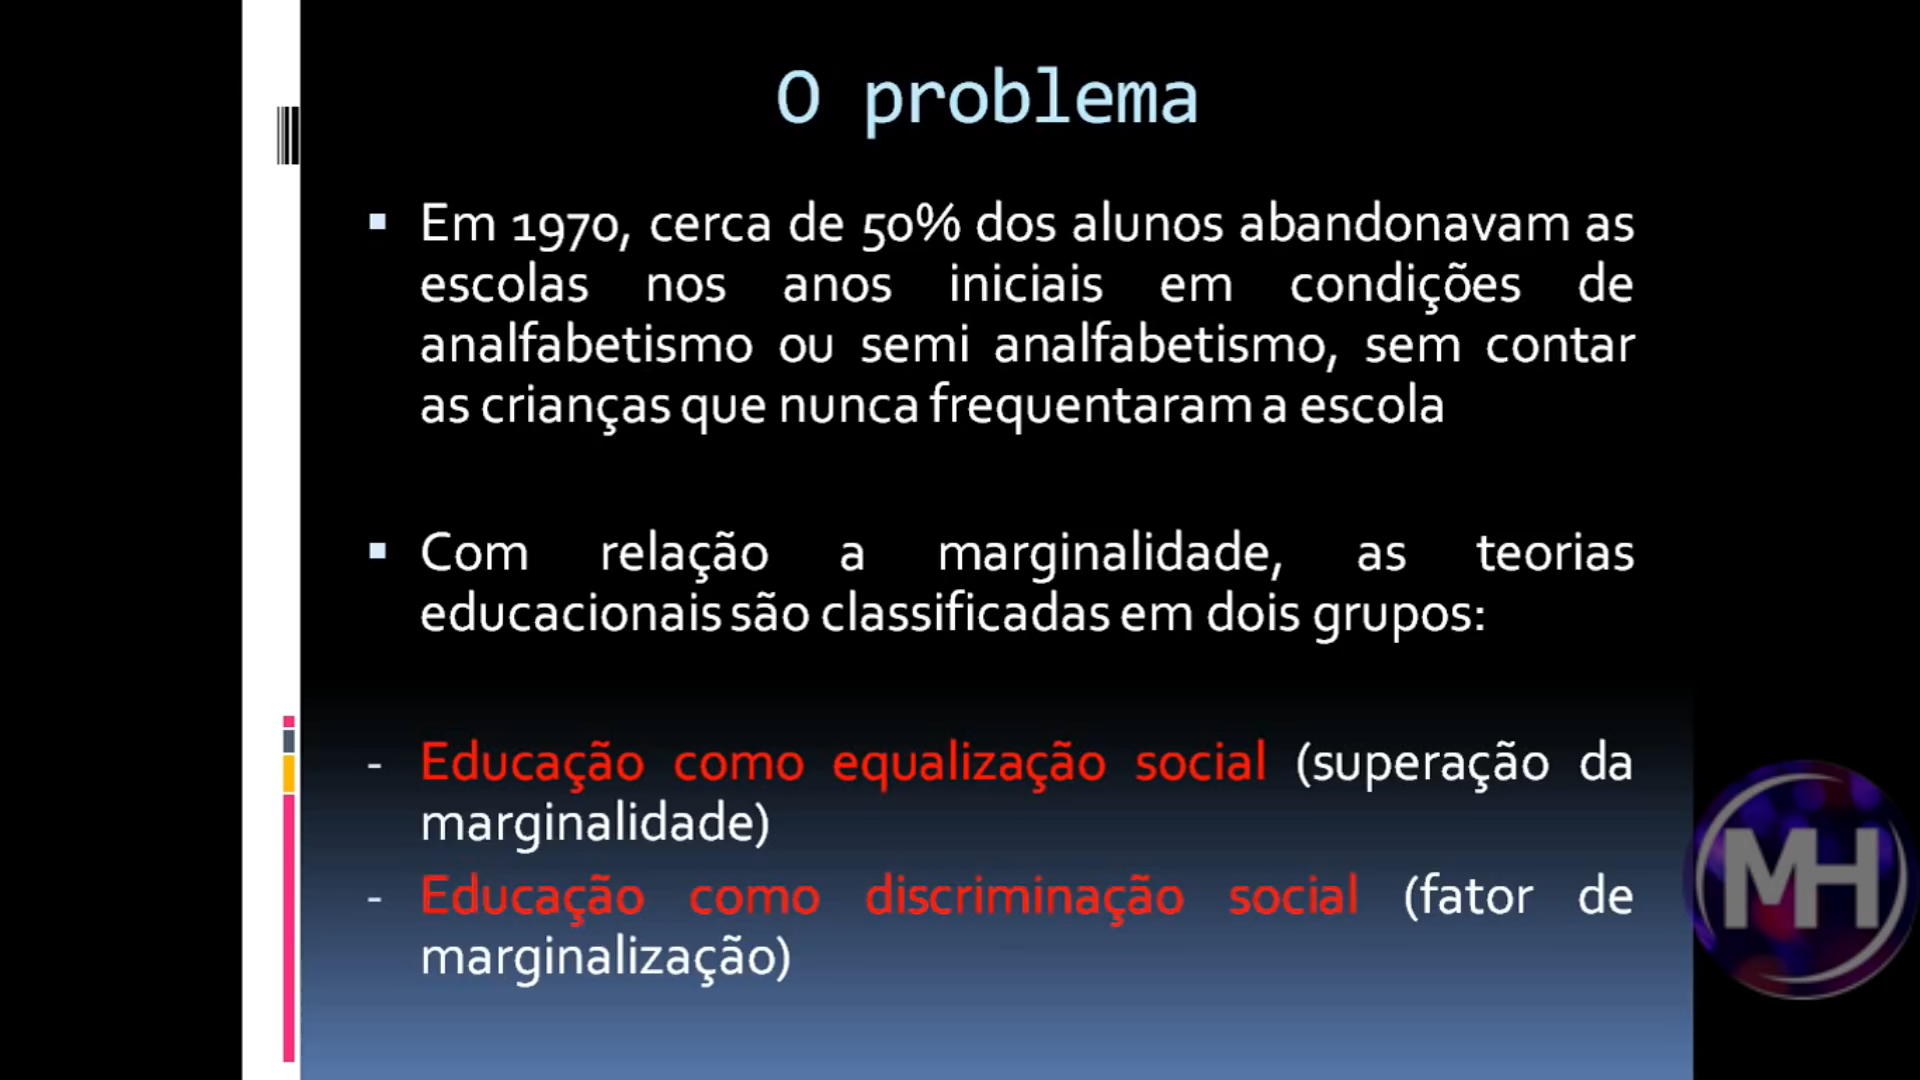 O problema
▪ Em 1970, cerca de 50% dos alunos abandonavam as
escolas nos anos iniciais em condições de
analfabetismo ou semi analfabetismo, sem contar
as crianças que nunca frequentaram a escola
▪ Com relação a marginalidade, as teorias
educacionais são classificadas em dois grupos:
- Educação como equalização social (superação da
marginalidade)
- Educação como discriminação social (fator de
marginalização)
MH